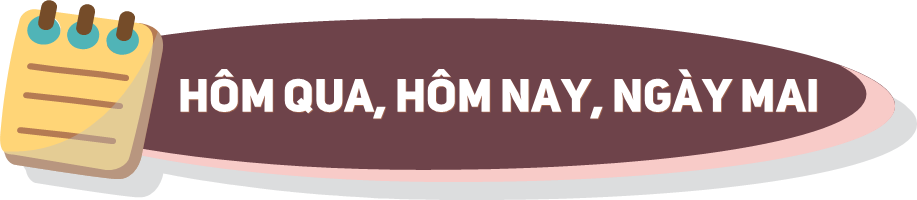 HÔM QUA, HÔM NAY, NGÀY MAI